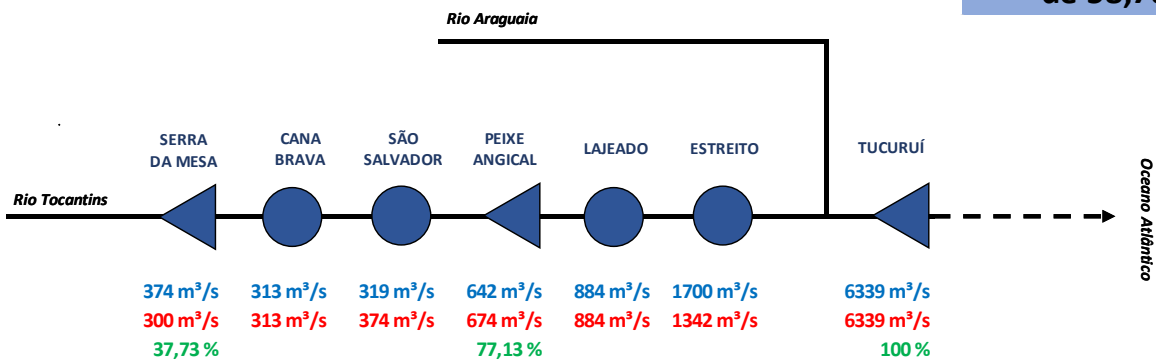 Rio Araguaia
SERRA
DA MESA
CANA
BRAVA
SÃO
SALVADOR
PEIXE
ANGICAL
LAJEADO
ESTREITO
TUCURUÍ
Rio Tocantins
Oceano Atlântico
374 m³/s 313 m³/s 319 m³/s 642 m³/s 884 m³/s 1700 m³/s 6339 m³/s
300 m³/s 313 m³/s 374 m³/s 674 m³/s 884 m³/s 1342 m³/s 6339 m³/s
37,73 % 77,13 % 100 %